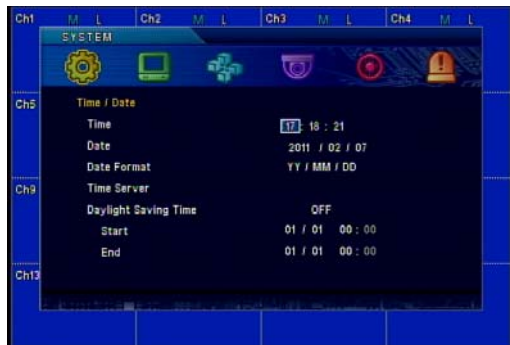 Ch1 M L Ch2 M L Ch3 M L Ch4 M L
SYSTEM
Ch5
Time / Date
Time 17 : 18 : 21
Date 2011 / 02 / 07
Date Format YY / MM / DD
Ch9
Time Server
Daylight Saving Time OFF
Start 01 / 01 00 : 00
End 01 / 01 00 : 00
Ch13